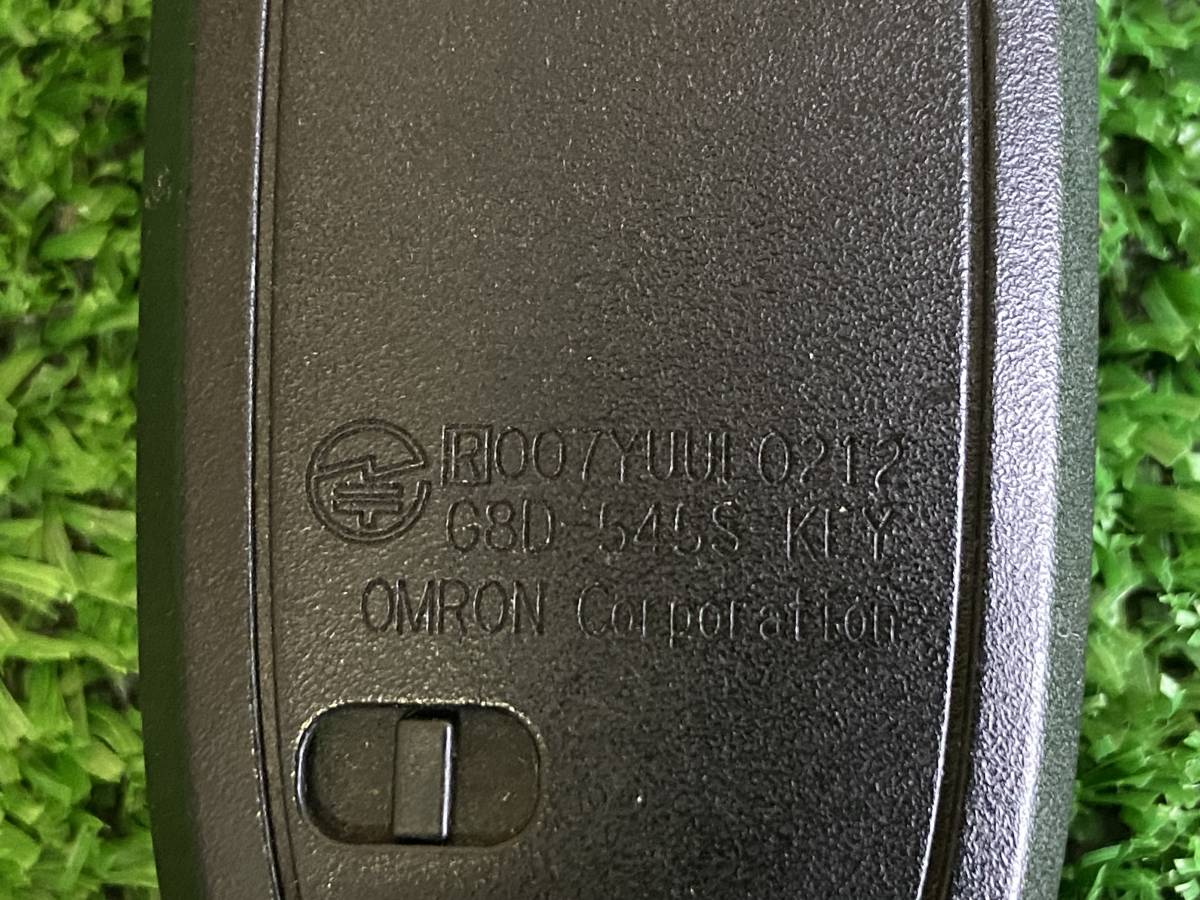 R007YUUL0212
G8D-545S-KEY
OMRON Corporation